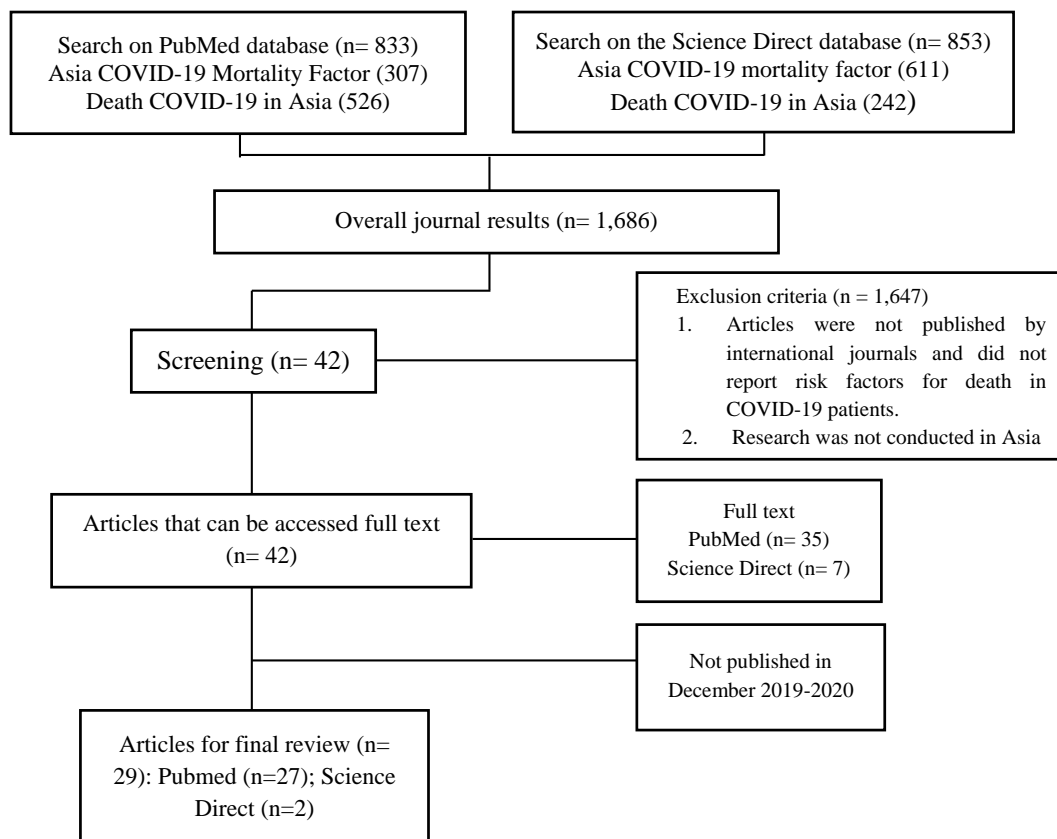 Search on PubMed database (n= 833)
Asia COVID-19 Mortality Factor (307)
Death COVID-19 in Asia (526)
Search on the Science Direct database (n= 853)
Asia COVID-19 mortality factor (611)
Death COVID-19 in Asia (242)
Overall journal results (n= 1,686)
Exclusion criteria (n = 1,647)
1. Articles were not published by
international journals and did not
report risk factors for death in
COVID-19 patients.
2. Research was not conducted in Asia
Screening (n= 42)
Articles that can be accessed full text
(n= 42)
Full text
PubMed (n= 35)
Science Direct (n= 7)
Not published in
December 2019-2020
Articles for final review (n=
29): Pubmed (n=27); Science
Direct (n=2)